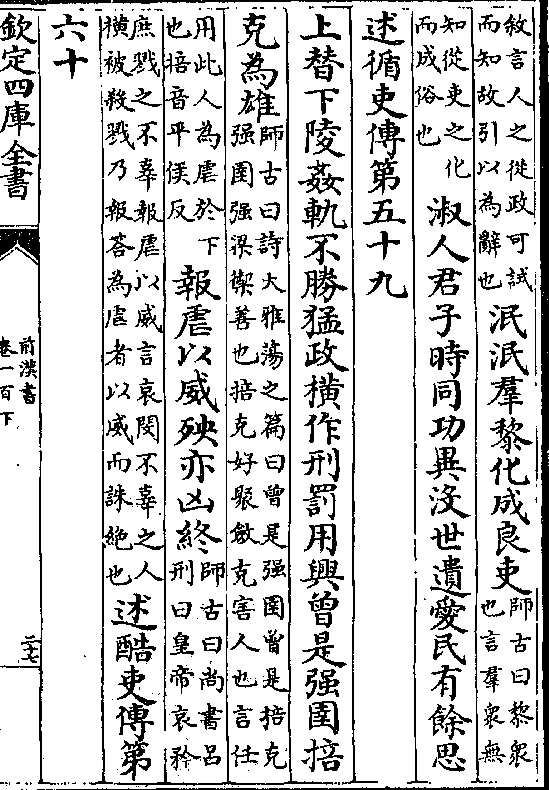 敘言人之從政可試
而知故引以為辭也
泯泯羣黎化成良吏
師古曰黎衆
也言羣衆無
知從吏之化
而成俗也
淑人君子時同功異没世遺愛民有餘思
述循吏傳第五十九
上替下陵姦軌不勝猛政橫作刑罰用興曾是强圉掊
克為雄
師古曰詩大雅蕩之篇曰曾是强圉曾是掊克
强圉强梁禦善也掊克好聚斂克害人也言任
用此人為虐於下
也掊音平侯反
報虐以威殃亦凶終
師古曰尚書吕
刑曰皇帝哀矜
庶戮之不辜報虐以威言哀閔不辜之人
横被殺戮乃報答為虐者以威而誅絶也
述酷吏傳第
六十
欽定四庫全書
前漢書
卷一百下
二十七